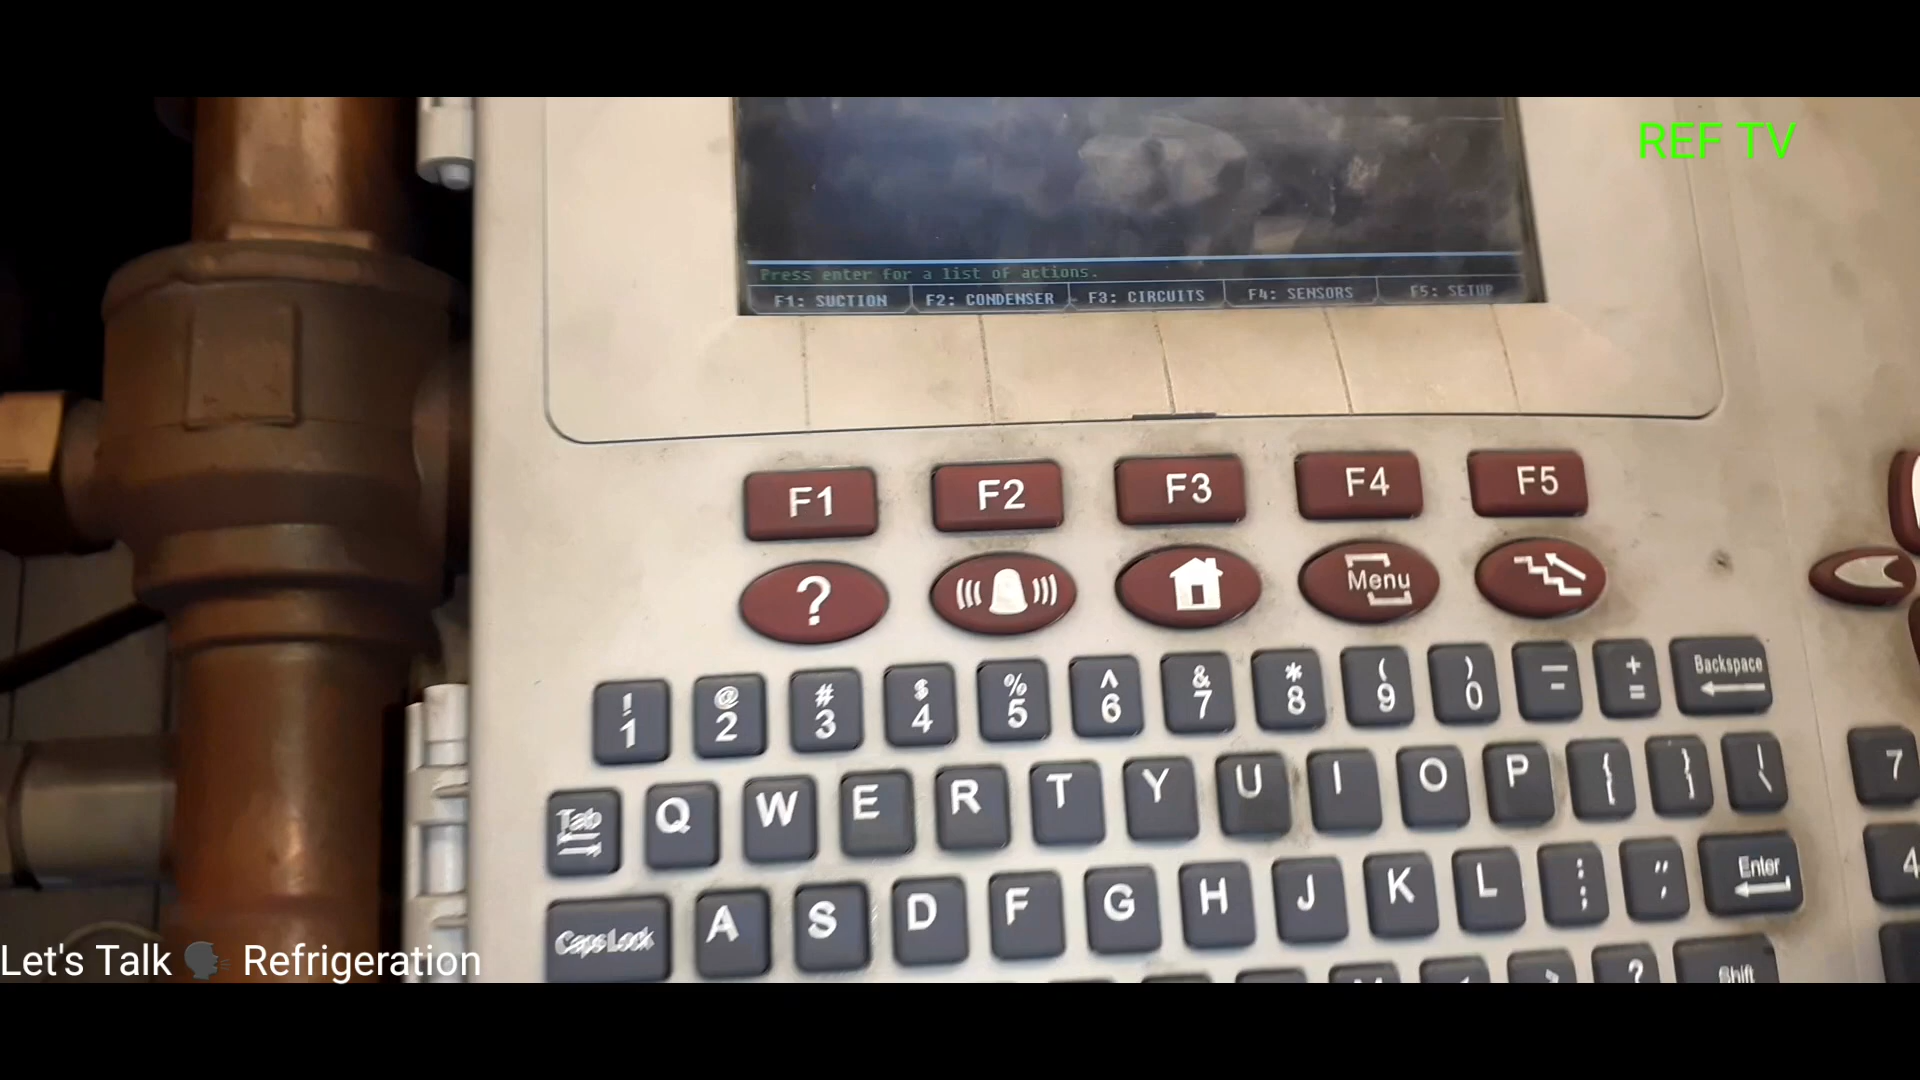 REF TV
Press enter for a list of actions.
F1: SUCTION F2: CONDENSER F3: CIRCUITS F4: SENSORS F5: SETUP
F1 F2 F3 F4 F5
? Menu
! 1 @ 2 # 3 $ 4 % 5 ^ 6 & 7 * 8 ( 9 ) 0 _ - + = Backspace
Tab Q W E R T Y U I O P { [ } ] | \ 7
Caps Lock A S D F G H J K L : ; " ' Enter 4
? Shift
Let's Talk 🗣 Refrigeration